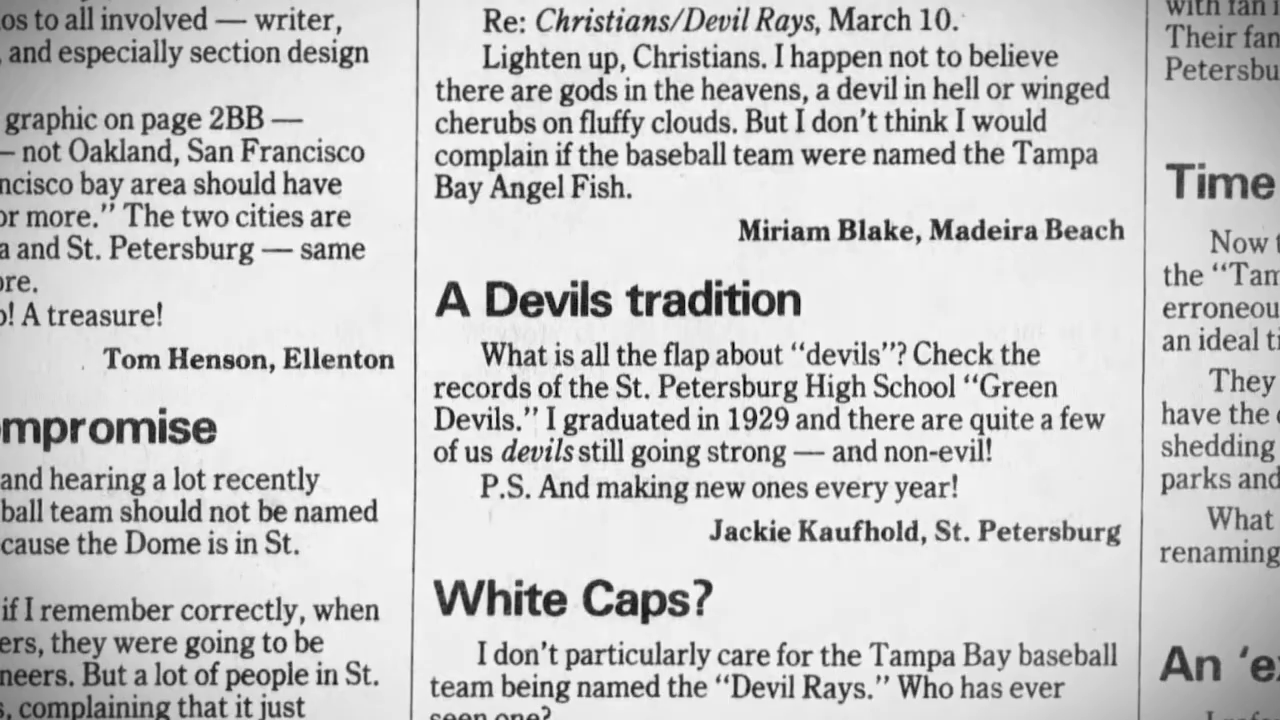 os to all involved — writer,
, and especially section design
graphic on page 2BB —
— not Oakland, San Francisco
ncisco bay area should have
or more." The two cities are
a and St. Petersburg — same
ore.
o! A treasure!
Tom Henson, Ellenton
mpromise
and hearing a lot recently
ball team should not be named
cause the Dome is in St.
if I remember correctly, when
ers, they were going to be
neers. But a lot of people in St.
s, complaining that it just
Re: Christians/Devil Rays, March 10.
Lighten up, Christians. I happen not to believe
there are gods in the heavens, a devil in hell or winged
cherubs on fluffy clouds. But I don't think I would
complain if the baseball team were named the Tampa
Bay Angel Fish.
Miriam Blake, Madeira Beach
A Devils tradition
What is all the flap about "devils"? Check the
records of the St. Petersburg High School "Green
Devils." I graduated in 1929 and there are quite a few
of us devils still going strong — and non-evil!
P.S. And making new ones every year!
Jackie Kaufhold, St. Petersburg
White Caps?
I don't particularly care for the Tampa Bay baseball
team being named the "Devil Rays." Who has ever
seen one?
with fan i
Their fan
Petersbu
Time
Now t
the "Tam
erroneou
an ideal ti
They
have the
shedding
parks and
What
renaming
An 'e